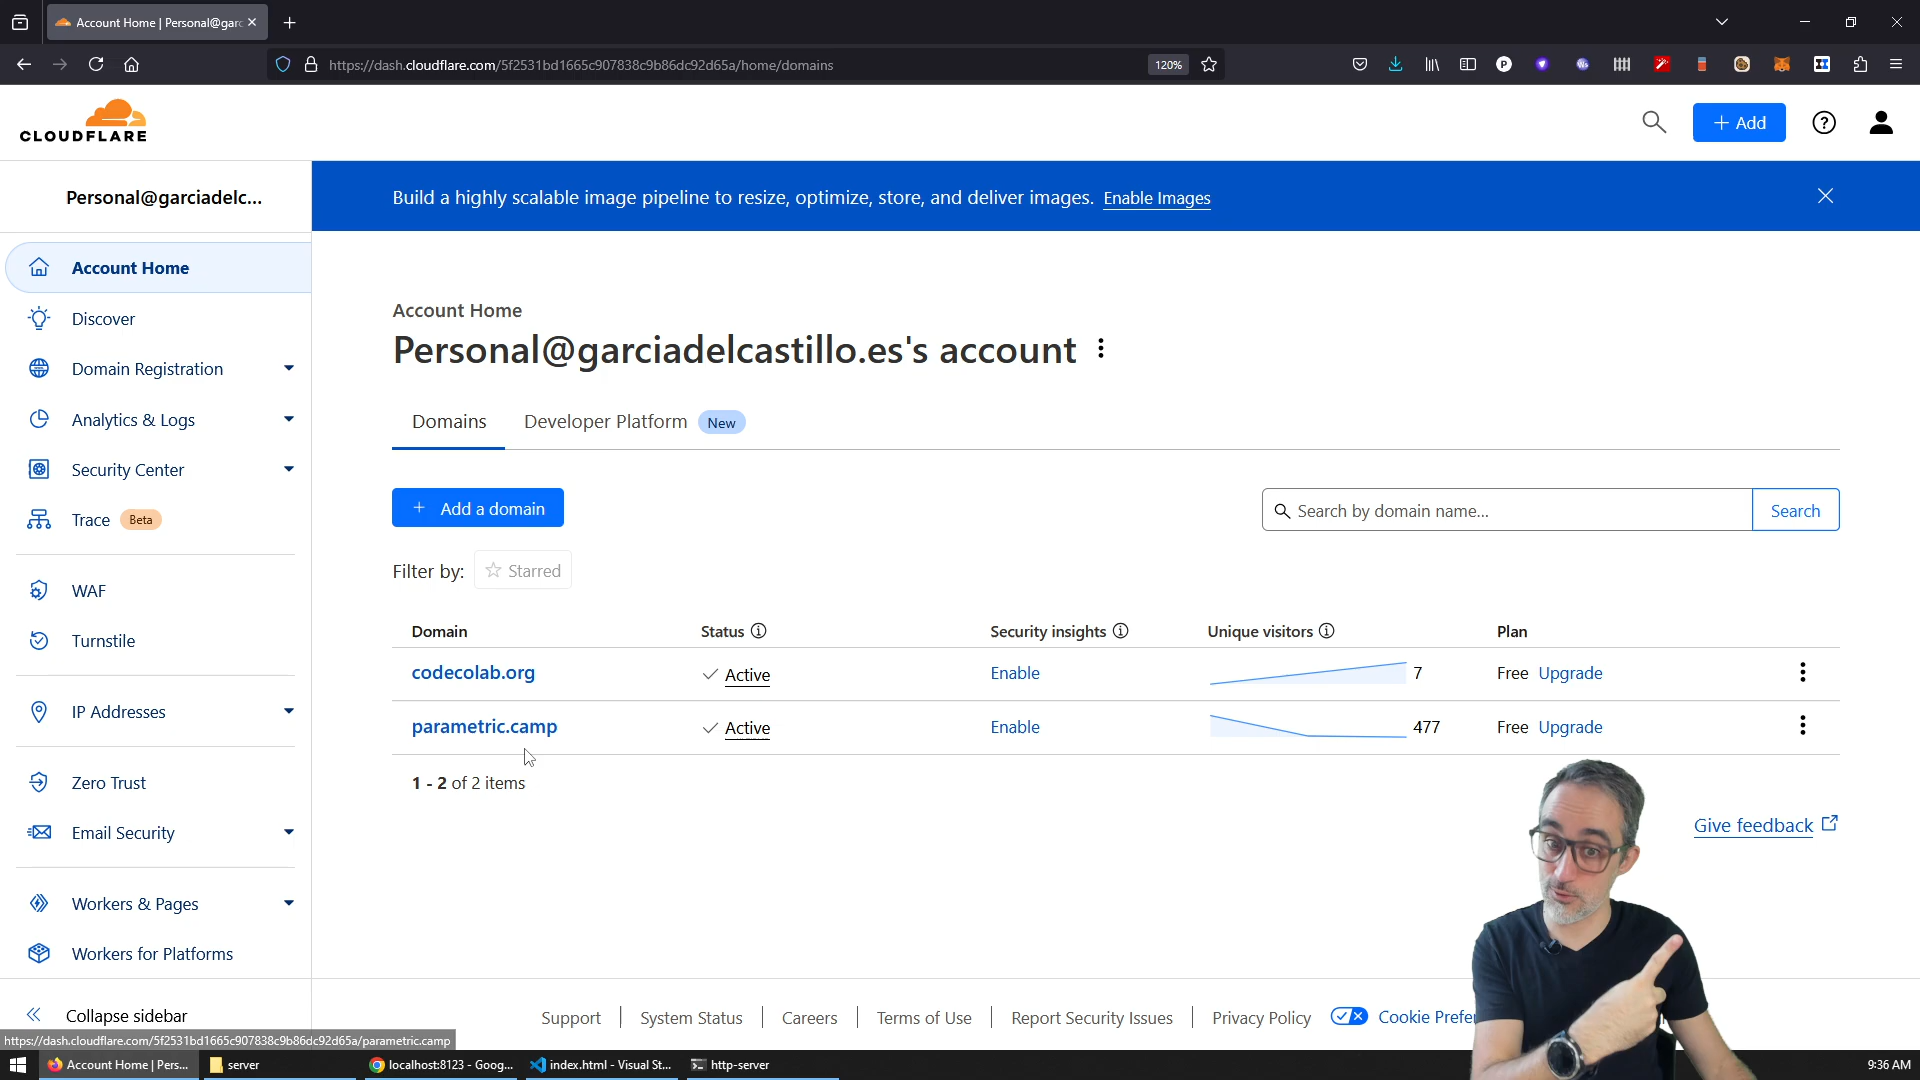 Account Home | Personal@garc
https://dash.cloudflare.com/5f2531bd1665c907838c9b86dc92d65a/home/domains
120%
CLOUDFLARE
+ Add
Personal@garciadelc...
Build a highly scalable image pipeline to resize, optimize, store, and deliver images. Enable Images
Account Home
Discover
Domain Registration
Analytics & Logs
Security Center
Trace Beta
WAF
Turnstile
IP Addresses
Zero Trust
Email Security
Workers & Pages
Workers for Platforms
Collapse sidebar
Account Home
Personal@garciadelcastillo.es's account
Domains Developer Platform New
+ Add a domain
Search by domain name... Search
Filter by: Starred
Domain Status Security insights Unique visitors Plan
codecolab.org Active Enable 7 Free Upgrade
parametric.camp Active Enable 477 Free Upgrade
1 - 2 of 2 items
Give feedback
Support System Status Careers Terms of Use Report Security Issues Privacy Policy Cookie Prefer
https://dash.cloudflare.com/5f2531bd1665c907838c9b86dc92d65a/parametric.camp
Account Home | Pers... server localhost:8123 - Goog... index.html - Visual St... http-server 9:36 AM